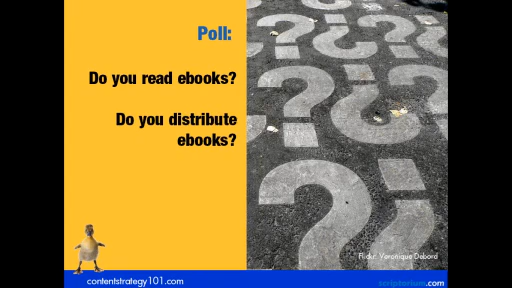 Poll:
Do you read ebooks?
Do you distribute
ebooks?
Flickr: Veronique Debord
contentstrategy101.com
scriptorium.com